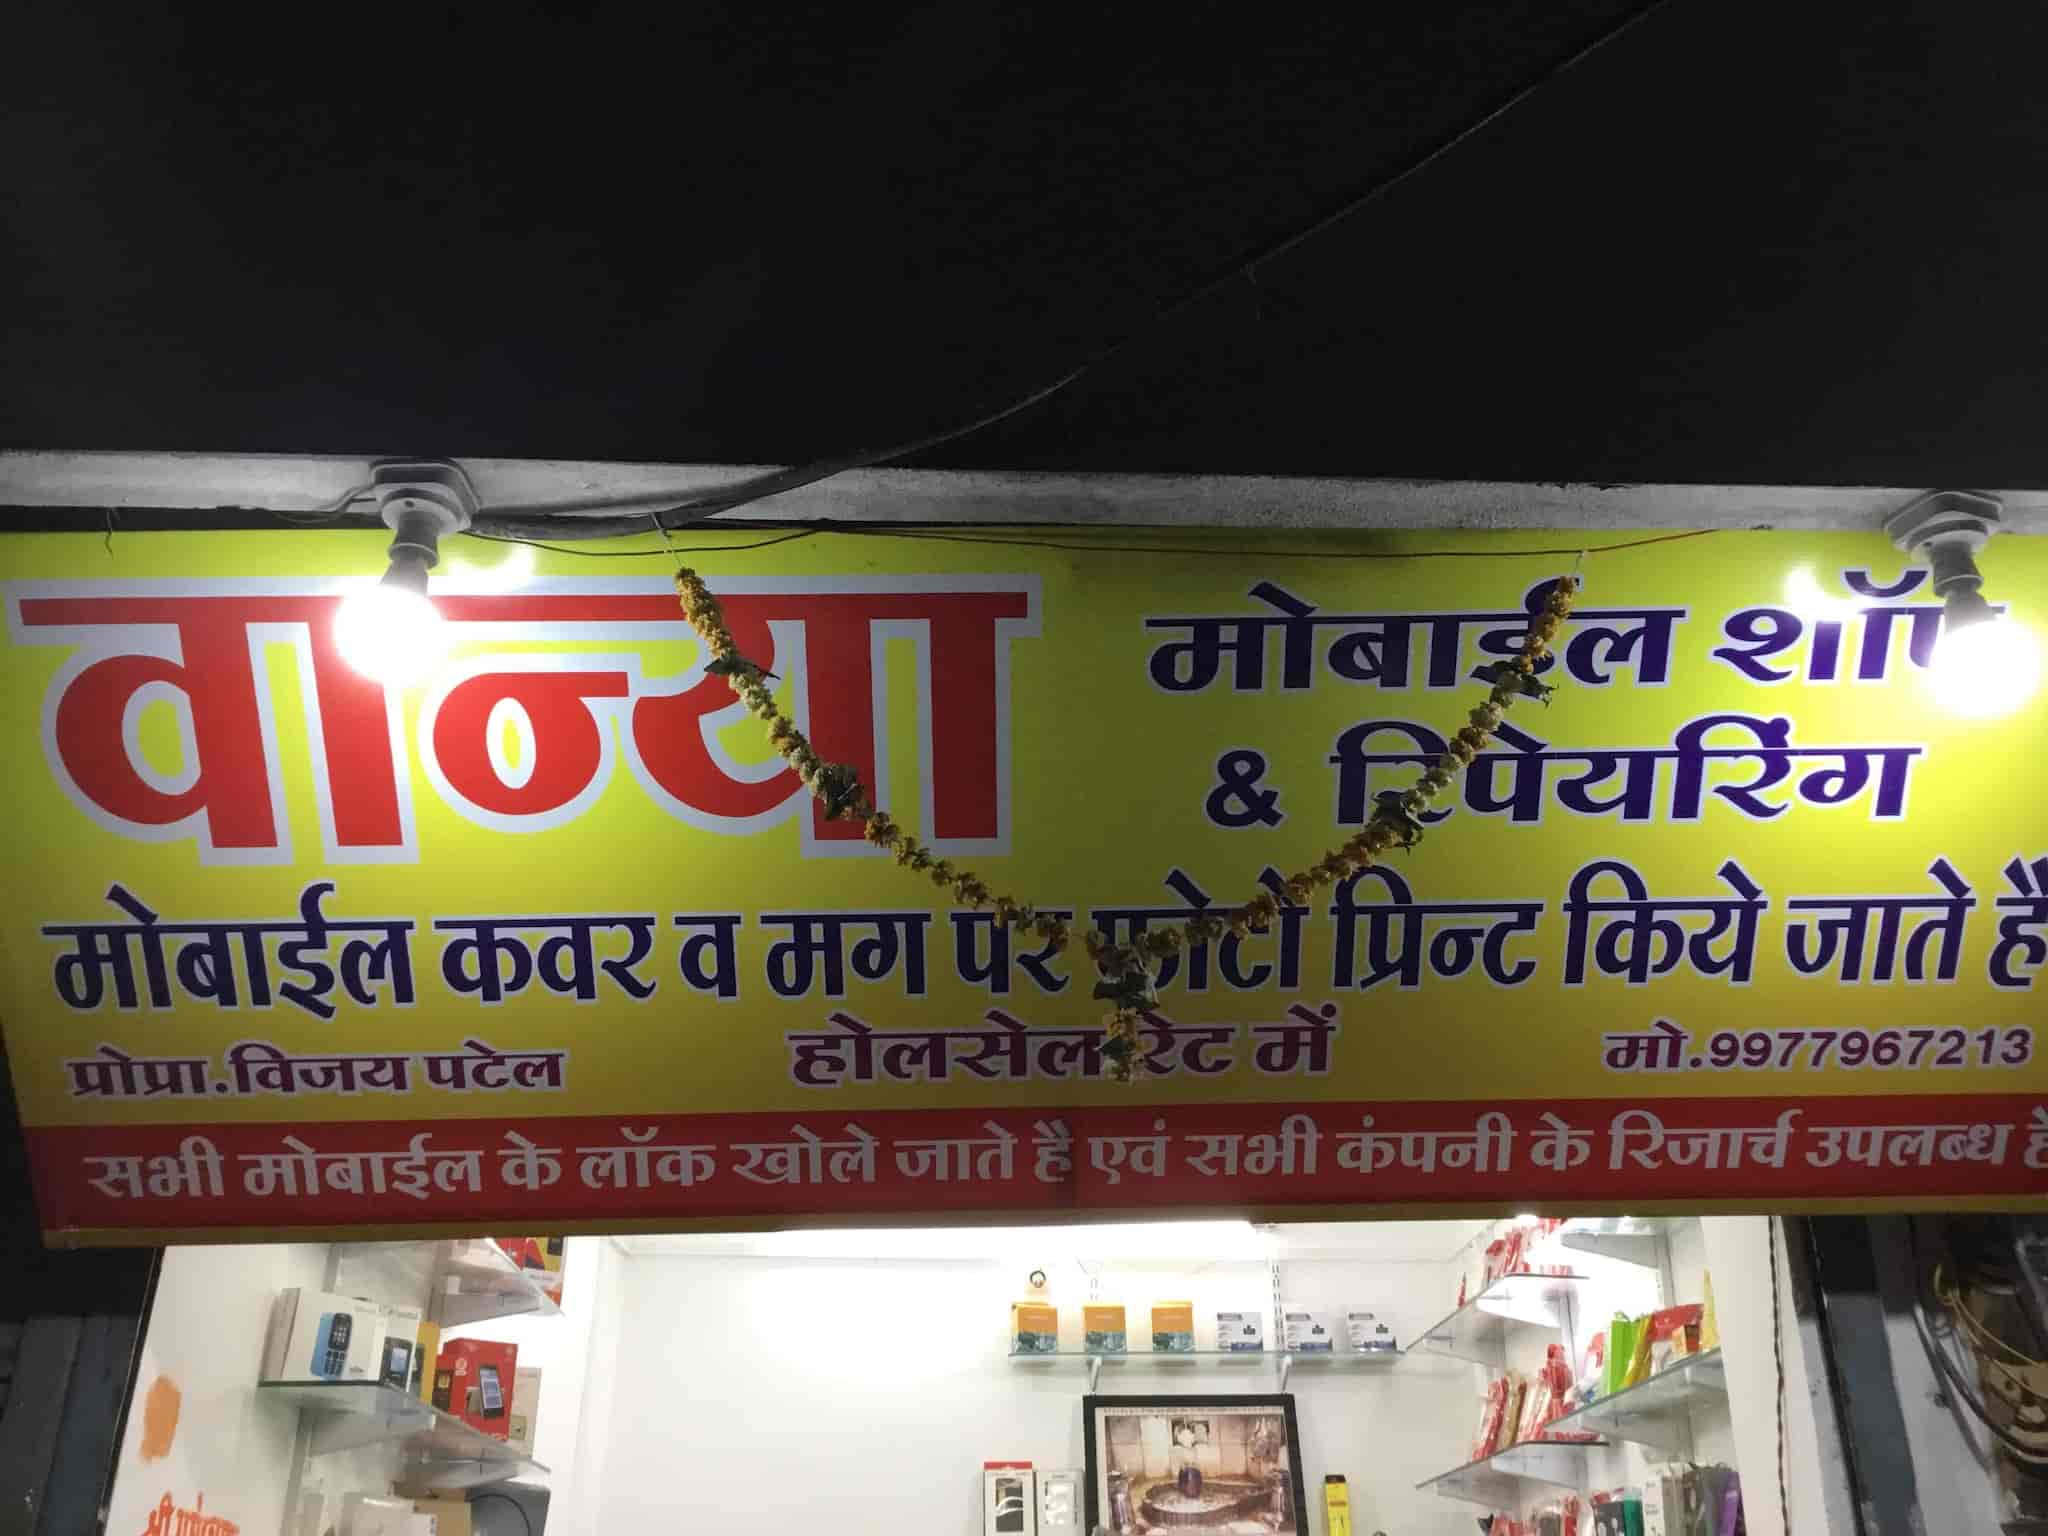 वान्या
मोबाईल शॉप
& रिपेयरिंग
मोबाईल कवर व मग पर फोटो प्रिन्ट किये जाते है
प्रोप्रा.विजय पटेल होलसेल रेट में मो.9977967213
सभी मोबाईल के लॉक खोले जाते है एवं सभी कंपनी के रिजार्च उपलब्ध है